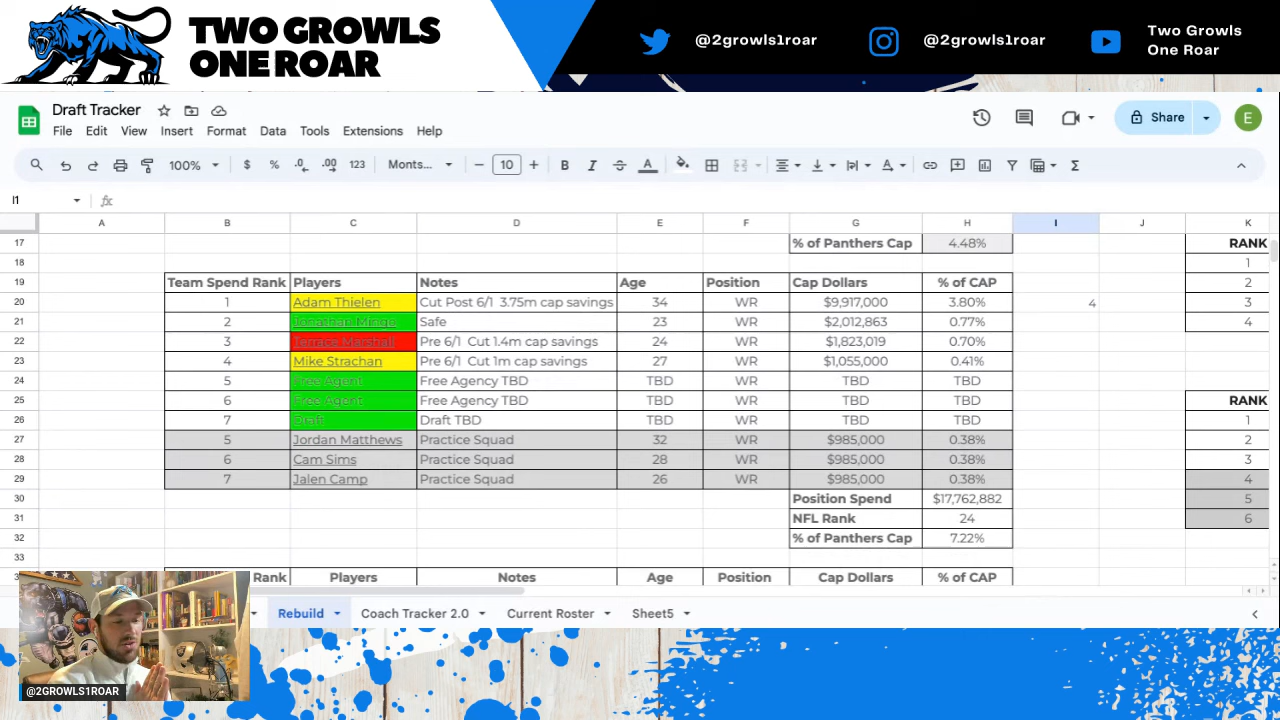 TWO GROWLS
ONE ROAR
@2growls1roar
@2growls1roar
Two Growls
One Roar
Draft Tracker
File Edit View Insert Format Data Tools Extensions Help
Share
E
100% $ % .0 .00 123 Monts... 10 B I A
I1 fx
A B C D E F G H I J K
17 % of Panthers Cap 4.48% RANK
18 1
19 Team Spend Rank Players Notes Age Position Cap Dollars % of CAP 2
20 1 Adam Thielen Cut Post 6/1 3.75m cap savings 34 WR $9,917,000 3.80% 4 3
21 2 Jonathan Mingo Safe 23 WR $2,012,863 0.77% 4
22 3 Terrace Marshall Pre 6/1 Cut 1.4m cap savings 24 WR $1,823,019 0.70%
23 4 Mike Strachan Pre 6/1 Cut 1m cap savings 27 WR $1,055,000 0.41%
24 5 Free Agent Free Agency TBD TBD WR TBD TBD
25 6 Free Agent Free Agency TBD TBD WR TBD TBD RANK
26 7 Draft Draft TBD TBD WR TBD TBD 1
27 5 Jordan Matthews Practice Squad 32 WR $985,000 0.38% 2
28 6 Cam Sims Practice Squad 28 WR $985,000 0.38% 3
29 7 Jalen Camp Practice Squad 26 WR $985,000 0.38% 4
30 Position Spend $17,762,882 5
31 NFL Rank 24 6
32 % of Panthers Cap 7.22%
33
Rank Players Notes Age Position Cap Dollars % of CAP
Rebuild Coach Tracker 2.0 Current Roster Sheet5
@2GROWLS1ROAR